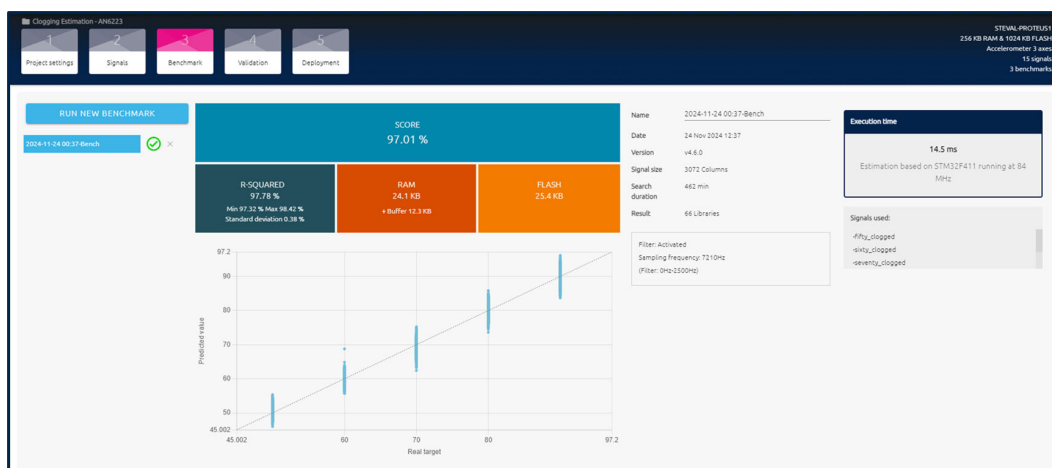 Clogging Estimation - AN6223
1
2
3
4
5
Project settings
Signals
Benchmark
Validation
Deployment
STEVAL-PROTEUS1
256 KB RAM & 1024 KB FLASH
Accelerometer 3 axes
15 signals
3 benchmarks
RUN NEW BENCHMARK
2024-11-24 00:37-Bench
SCORE
97.01 %
R-SQUARED
97.78 %
Min 97.32 % Max 98.42 %
Standard deviation 0.38 %
RAM
24.1 KB
+ Buffer 12.3 KB
FLASH
25.4 KB
Name 2024-11-24 00:37-Bench
Date 24 Nov 2024 12:37
Version v4.6.0
Signal size 3072 Columns
Search duration 462 min
Result 66 Libraries
Filter: Activated
Sampling frequency: 7210Hz
(Filter: 0Hz-2500Hz)
Execution time
14.5 ms
Estimation based on STM32F411 running at 84
MHz
Signals used:
-fifty_clogged
-sixty_clogged
-seventy_clogged
97.2
90
80
70
60
50
45.002
Predicted value
45.002
60
70
80
97.2
Real target